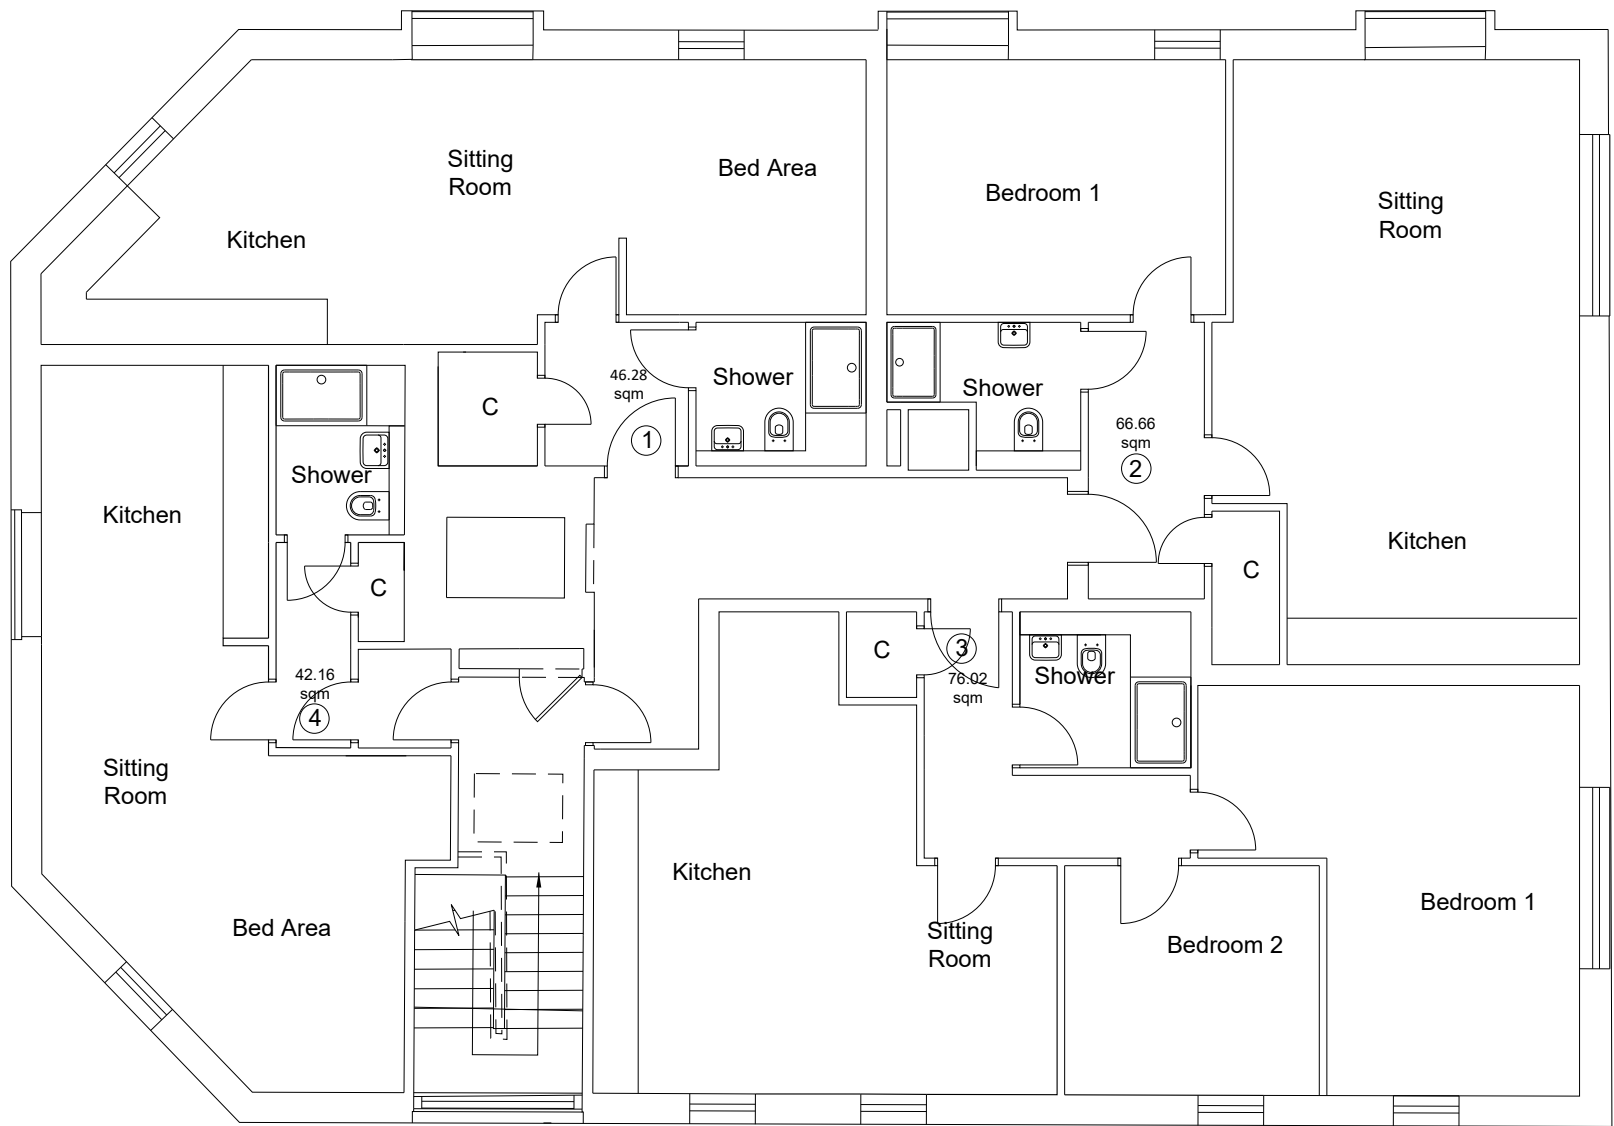 Sitting
Room
Bed Area
Kitchen
Bedroom 1
Sitting
Room
C
46.28
sqm
1
Shower
Shower
66.66
sqm
2
Shower
Kitchen
Kitchen
C
C
C
3
76.02
sqm
Shower
42.16
sqm
4
Sitting
Room
Kitchen
Bed Area
Sitting
Room
Bedroom 2
Bedroom 1